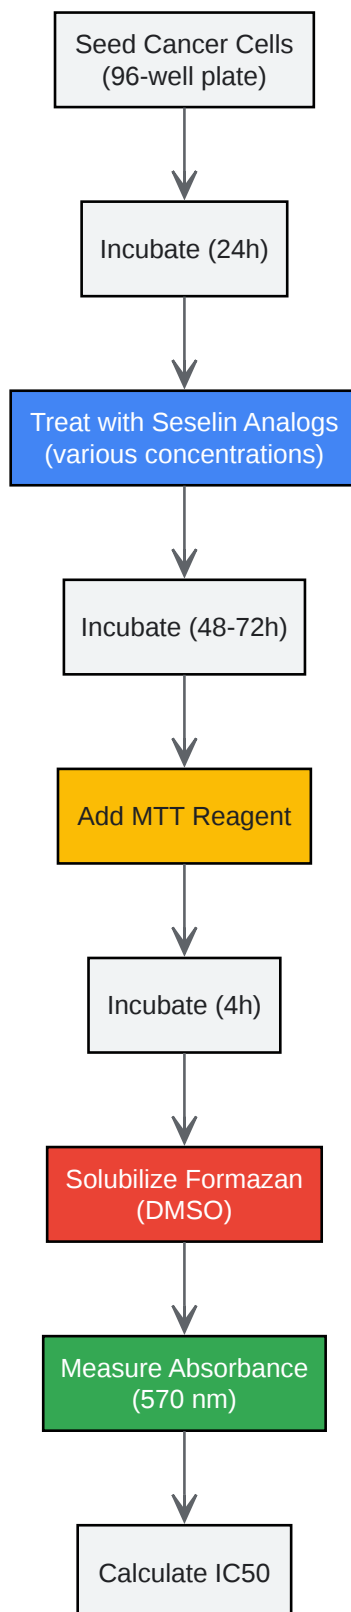 Seed Cancer Cells
(96-well plate)
Incubate (24h)
Treat with Seselin Analogs
(various concentrations)
Incubate (48-72h)
Add MTT Reagent
Incubate (4h)
Solubilize Formazan
(DMSO)
Measure Absorbance
(570 nm)
Calculate IC50